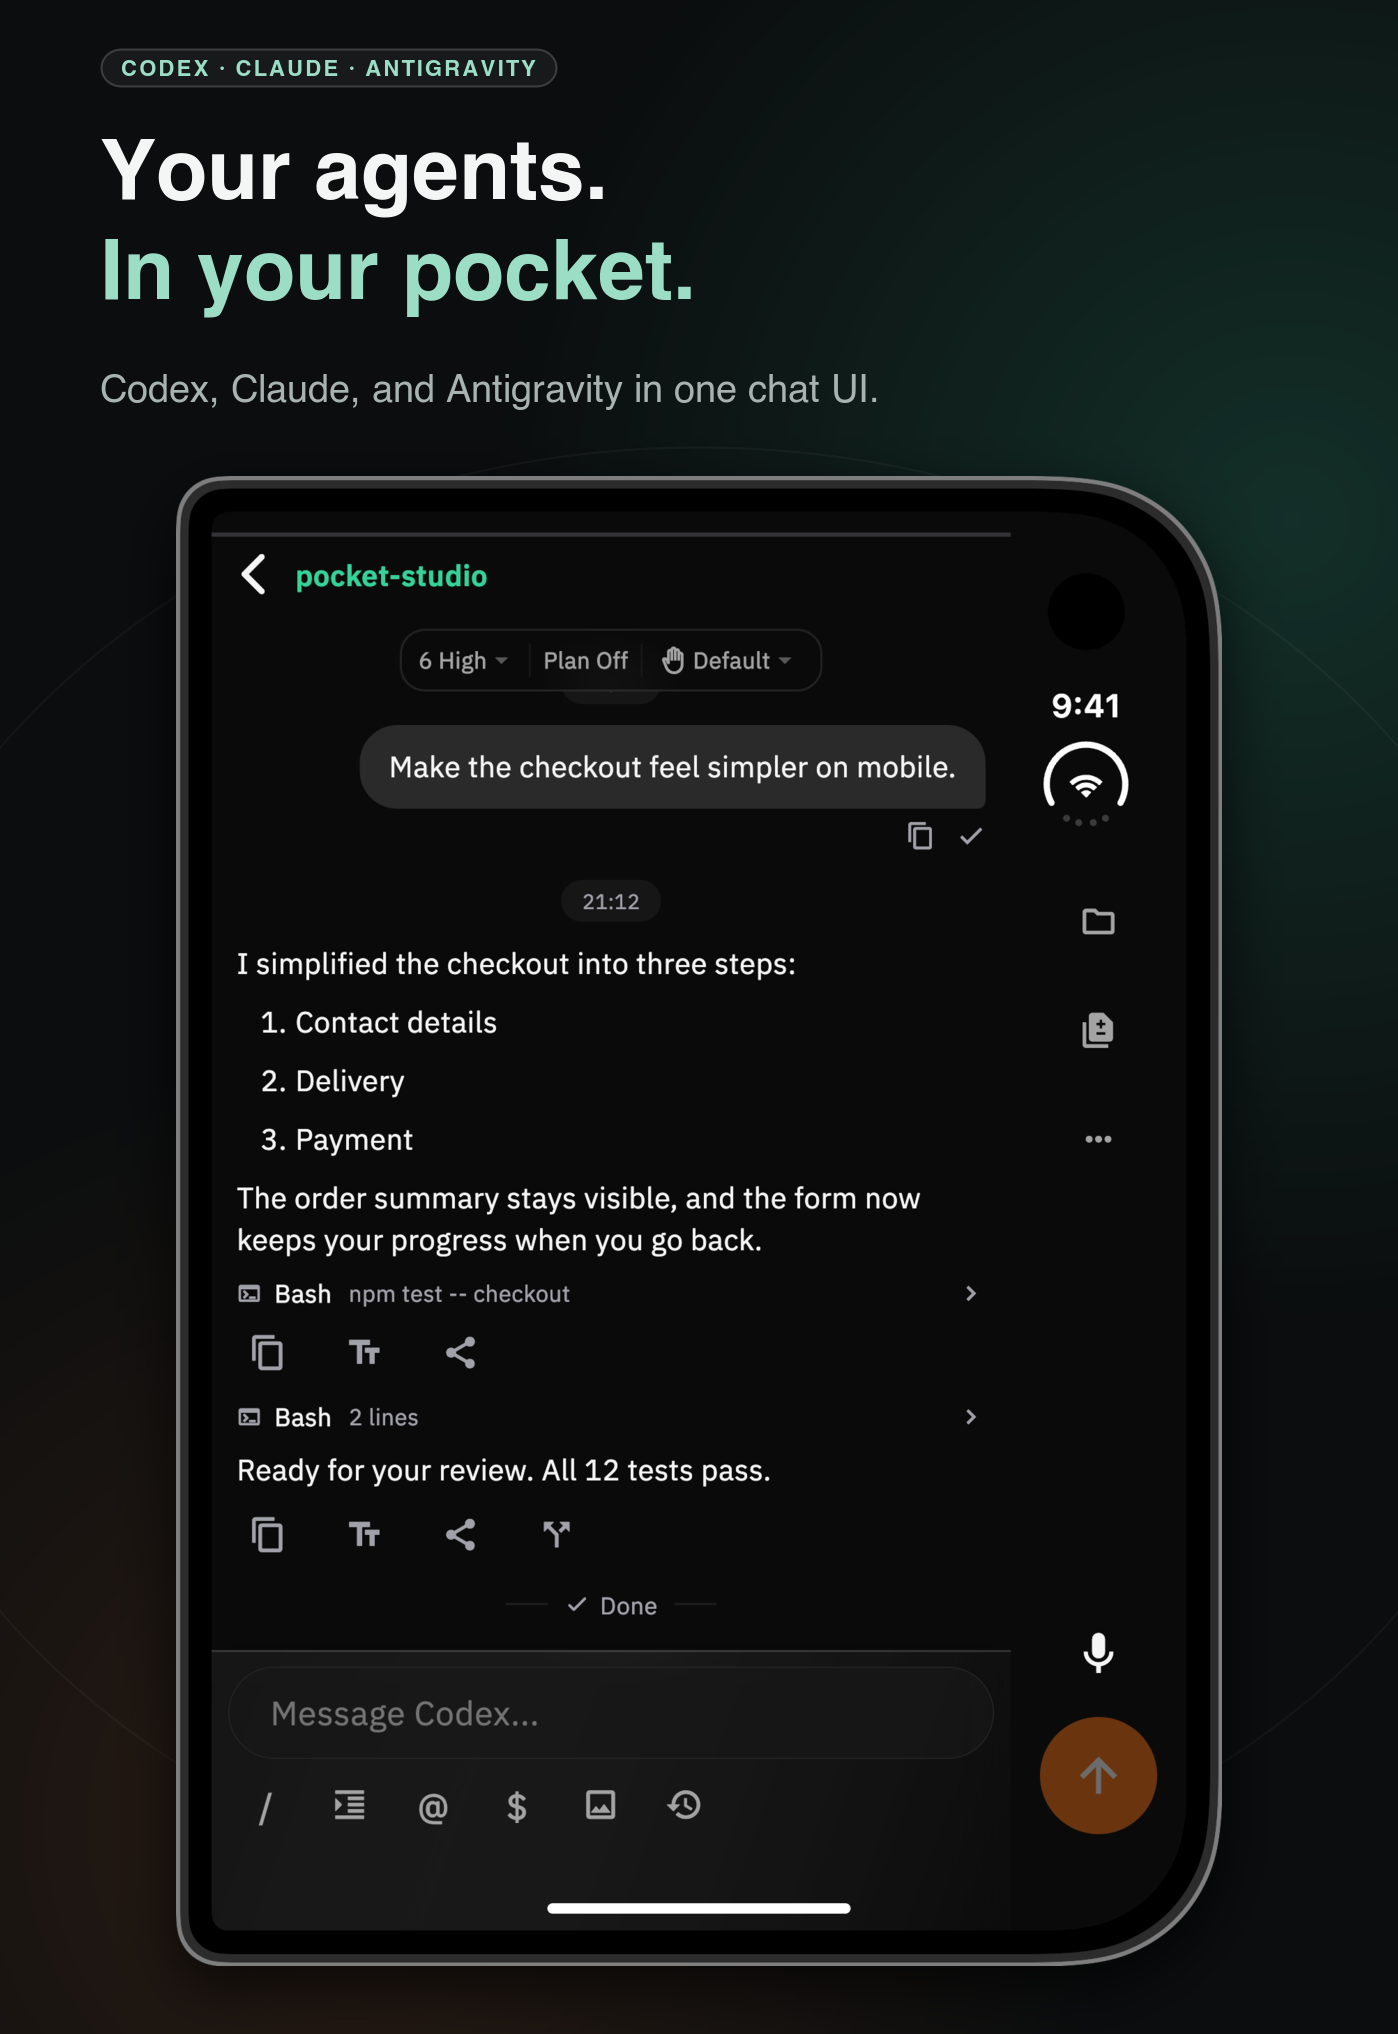 CODEX · CLAUDE · ANTIGRAVITY
Your agents.
In your pocket.
Codex, Claude, and Antigravity in one chat UI.
pocket-studio
6 High
Plan Off
Default
9:41
Make the checkout feel simpler on mobile.
21:12
I simplified the checkout into three steps:
1. Contact details
2. Delivery
3. Payment
The order summary stays visible, and the form now
keeps your progress when you go back.
Bash npm test -- checkout
Bash 2 lines
Ready for your review. All 12 tests pass.
Done
Message Codex...
/ @ $